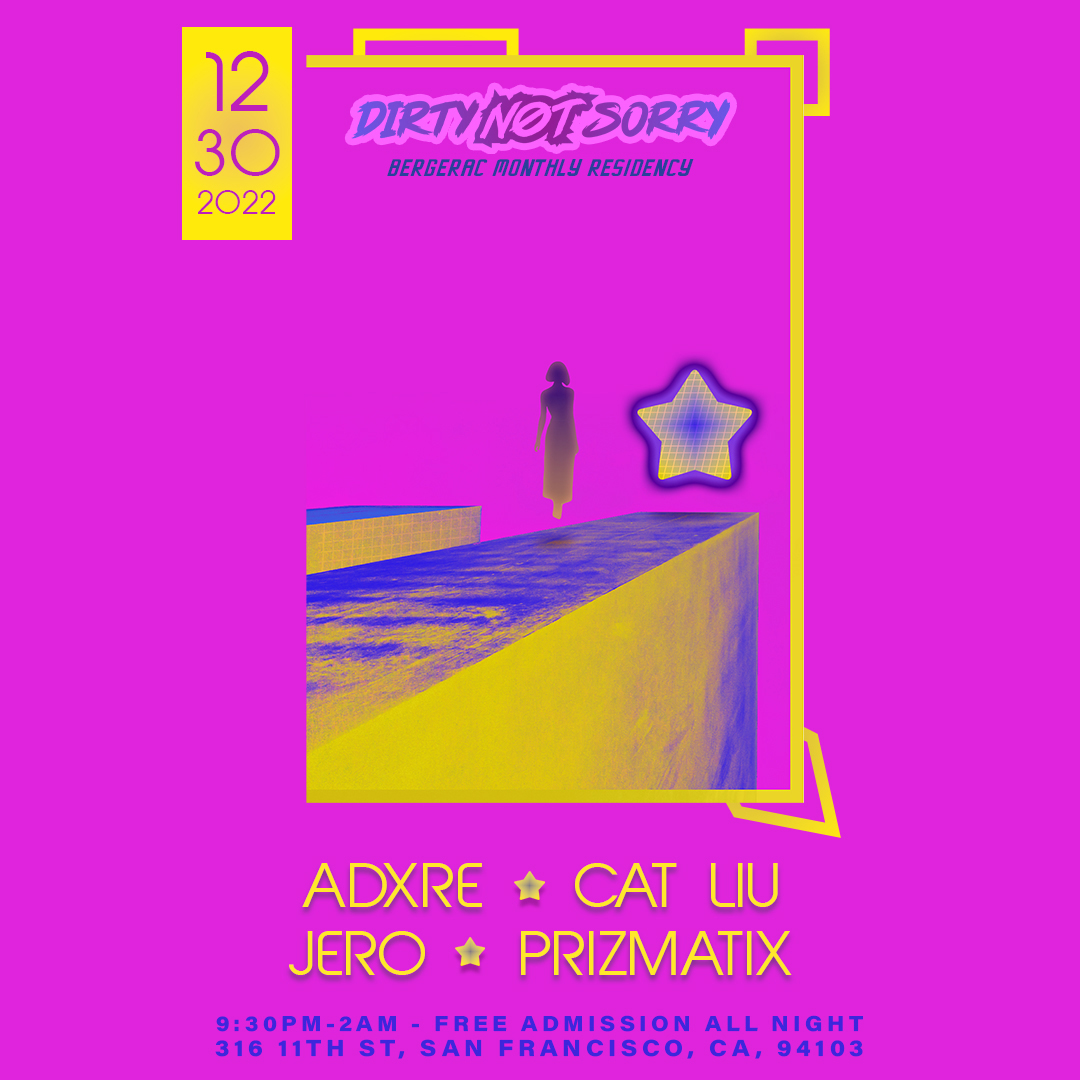 12
30
2022
DIRTY NOT SORRY
BERGERAC MONTHLY RESIDENCY
ADXRE ★ CAT LIU
JERO ★ PRIZMATIX
9:30PM-2AM - FREE ADMISSION ALL NIGHT
316 11TH ST, SAN FRANCISCO, CA, 94103